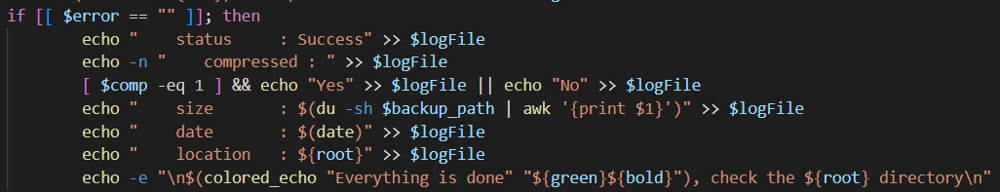 if [[ $error == "" ]]; then
        echo "    status     : Success" >> $logFile
        echo -n "    compressed : " >> $logFile
        [ $comp -eq 1 ] && echo "Yes" >> $logFile || echo "No" >> $logFile
        echo "    size       : $(du -sh $backup_path | awk '{print $1}')" >> $logFile
        echo "    date       : $(date)" >> $logFile
        echo "    location   : ${root}" >> $logFile
        echo -e "\n$(colored_echo "Everything is done" "${green}${bold}"), check the ${root} directory\n"